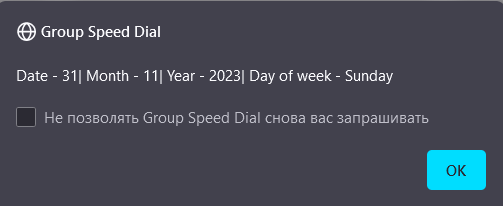 Group Speed Dial
Date - 31| Month - 11| Year - 2023| Day of week - Sunday
Не позволять Group Speed Dial снова вас запрашивать
OK